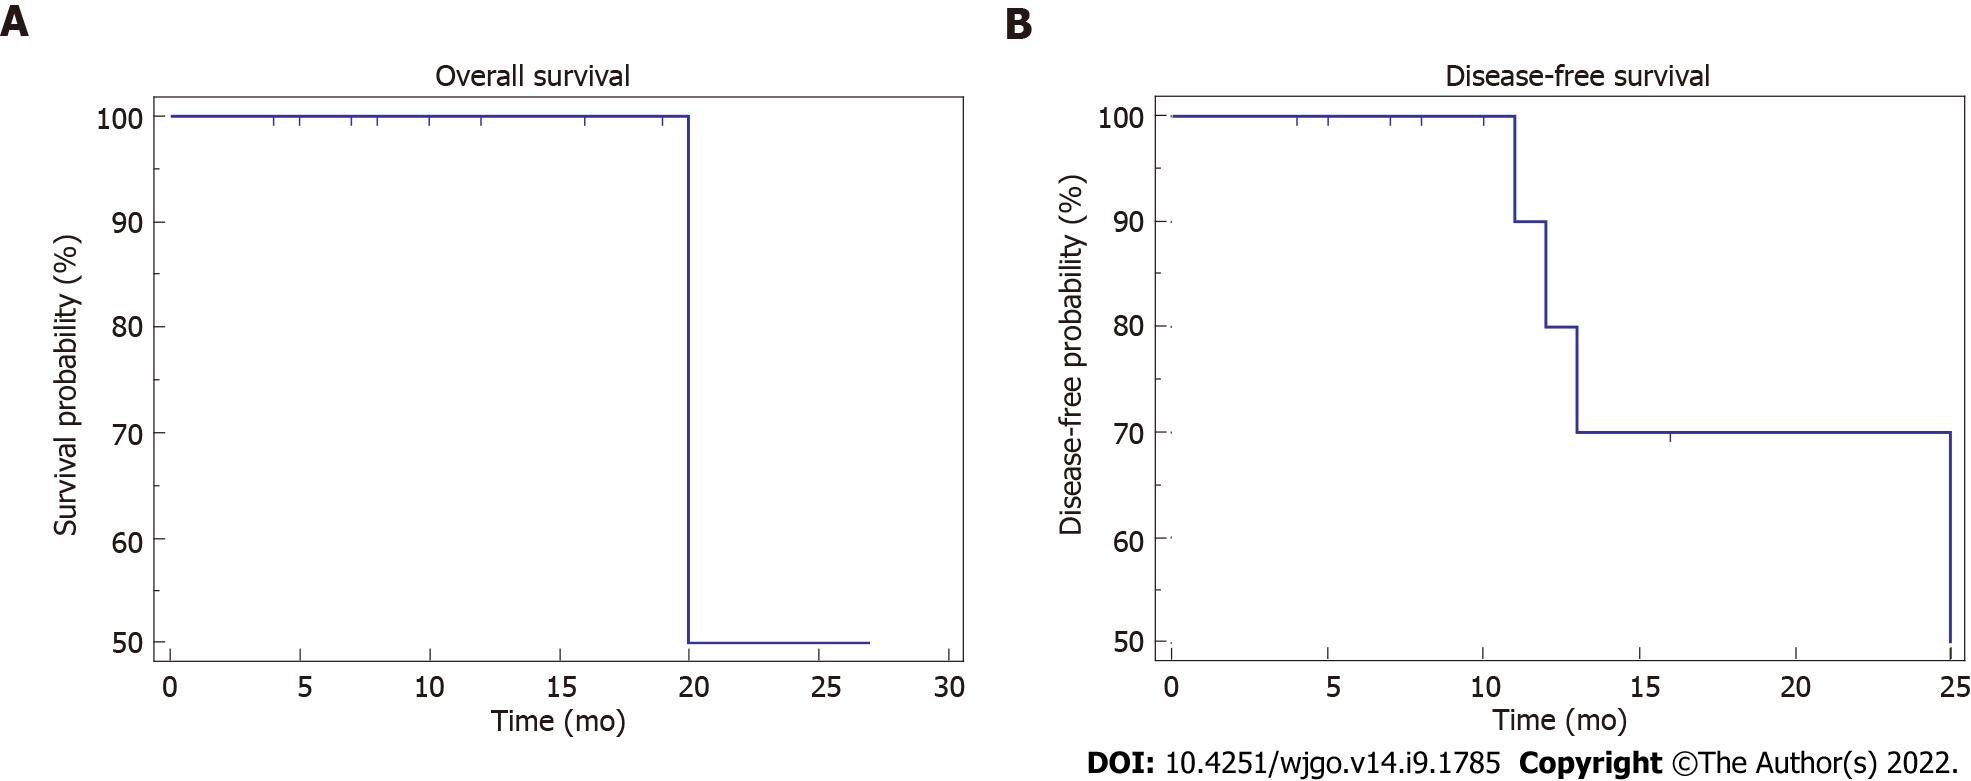 A
Overall survival
Survival probability (%)
100
90
80
70
60
50
0 5 10 15 20 25 30
Time (mo)
B
Disease-free survival
Disease-free probability (%)
100
90
80
70
60
50
0 5 10 15 20 25
Time (mo)
DOI: 10.4251/wjgo.v14.i9.1785 Copyright ©The Author(s) 2022.